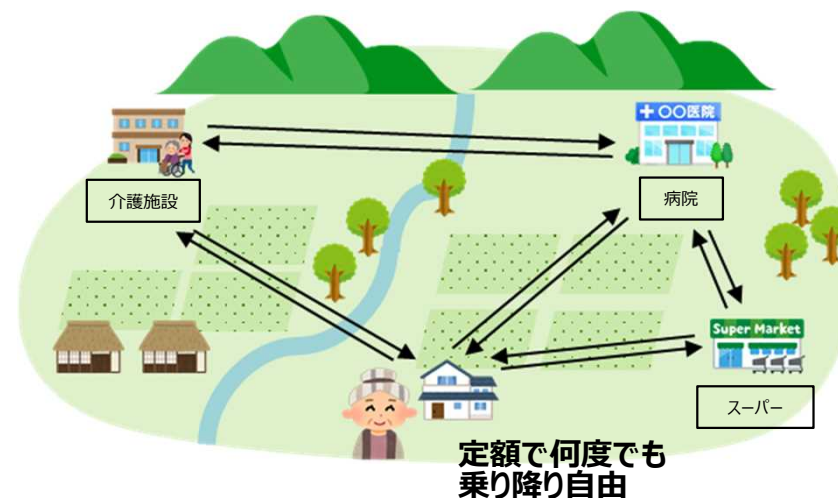 〇〇医院
介護施設
病院
Super Market
スーパー
定額で何度でも
乗り降り自由